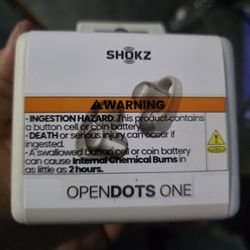 SHOKZ
WARNING
• INGESTION HAZARD: This product contains
a button cell or coin battery.
• DEATH or serious injury can occur if
ingested.
• A swallowed button cell or coin battery
can cause Internal Chemical Burns in
as little as 2 hours.
OPENDOTS ONE